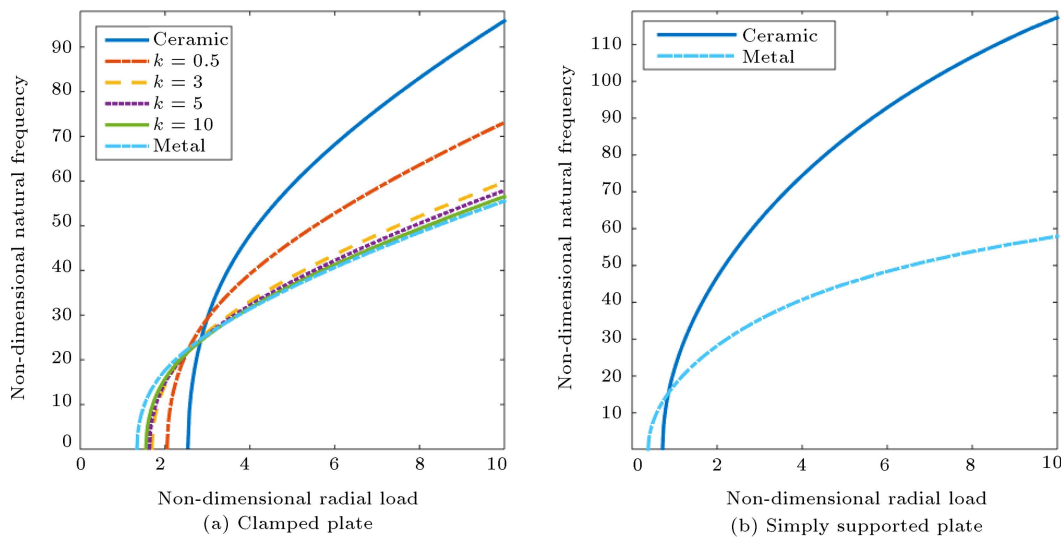 Non-dimensional natural frequency
90
80
70
60
50
40
30
20
10
0
Ceramic
k = 0.5
k = 3
k = 5
k = 10
Metal
0 2 4 6 8 10
Non-dimensional radial load
(a) Clamped plate
Non-dimensional natural frequency
110
100
90
80
70
60
50
40
30
20
10
Ceramic
Metal
0 2 4 6 8 10
Non-dimensional radial load
(b) Simply supported plate